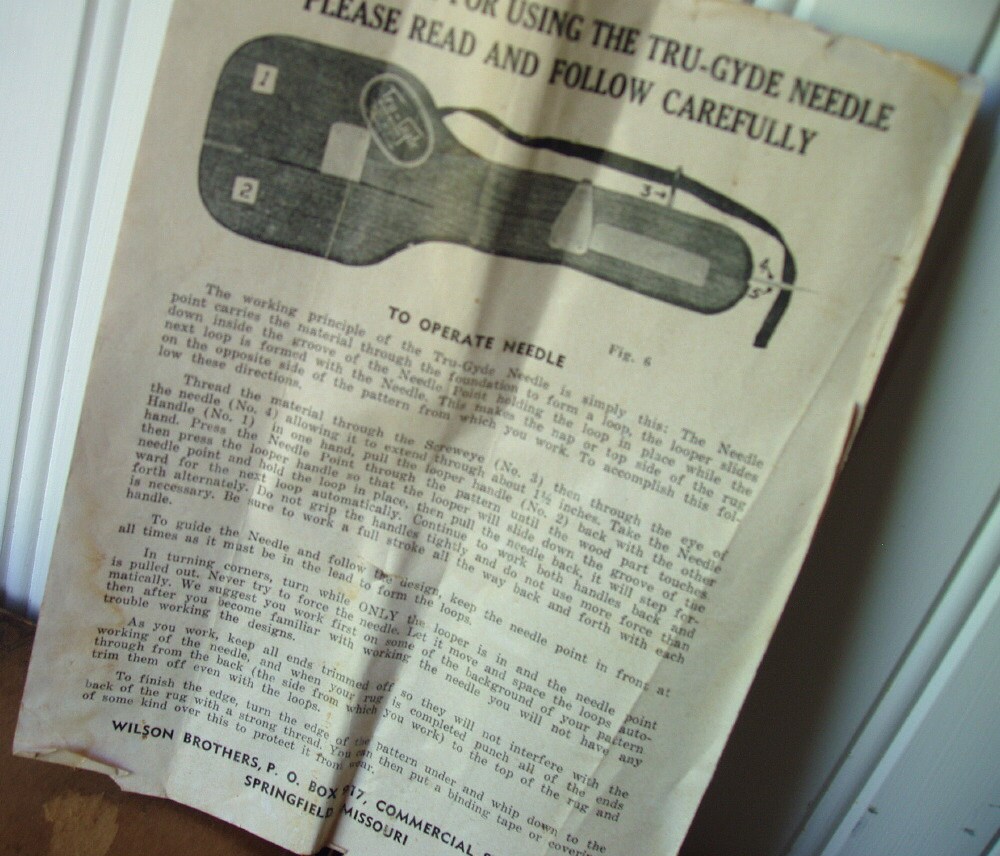 FOR USING THE TRU-GYDE NEEDLE
PLEASE READ AND FOLLOW CAREFULLY
1
Tru-Gyde
2
3
4
5
Fig. 6
TO OPERATE NEEDLE
The working principle of the Tru-Gyde Needle is simply this: The Needle
point carries the material through the foundation to form a loop, the looper slides
down inside the groove of the Needle Point holding the loop in place while the
next loop is formed with the Needle. This makes the nap or top side of the rug
on the opposite side of the pattern from which you work. To accomplish this fol-
low these directions.
Thread the material through the Screweye (No. 3) then through the eye of
the needle (No. 4) allowing it to extend through about 1½ inches. Take the Needle
Handle (No. 1) in one hand, pull the looper handle (No. 2) back with the other
hand. Press the Needle Point through the pattern until the wood part touches.
then press the looper handle so that the looper will slide down the groove of the
needle point and hold the loop in place, then pull the needle back, it will step for-
ward for the next loop automatically. Continue to work both handles back and
forth alternately. Do not grip the handles tightly and do not use more force than
is necessary. Be sure to work a full stroke all the way back and forth with each
handle.
To guide the Needle and follow the design, keep the needle point in front at
all times as it must be in the lead to form the loops.
In turning corners, turn while ONLY the looper is in and the needle point
is pulled out. Never try to force the needle. Let it move and space the loops auto-
matically. We suggest you work first on some of the background of your pattern
then after you become familiar with working the needle you will not have any
trouble working the designs.
As you work, keep all ends trimmed off so they will not interfere with the
working of the needle, and when your rug is completed punch all of the ends
through from the back (the side from which you work) to the top of the rug and
trim them off even with the loops.
To finish the edge, turn the edge of the pattern under and whip down to the
back of the rug with a strong thread. You can then put a binding tape or covering
of some kind over this to protect it from wear.
WILSON BROTHERS, P. O. BOX 17, COMMERCIAL
SPRINGFIELD MISSOURI